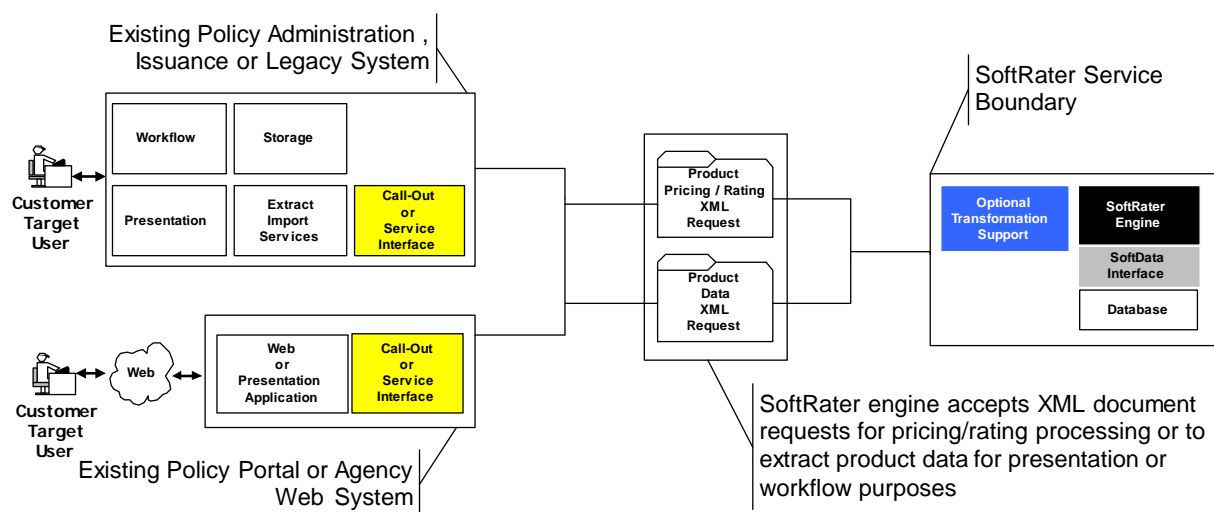 Existing Policy Administration ,
Issuance or Legacy System
Workflow
Storage
Presentation
Extract
Import
Services
Call-Out
or
Service
Interface
Customer
Target
User
Web
or
Presentation
Application
Call-Out
or
Service
Interface
Web
Customer
Target
User
Existing Policy Portal or Agency
Web System
Product
Pricing / Rating
XML
Request
Product
Data
XML
Request
SoftRater engine accepts XML document
requests for pricing/rating processing or to
extract product data for presentation or
workflow purposes
SoftRater Service
Boundary
Optional
Transformation
Support
SoftRater
Engine
SoftData
Interface
Database